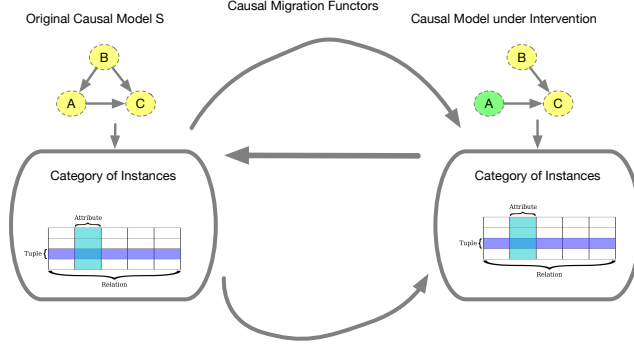 Causal Migration Functors
Original Causal Model S
Causal Model under Intervention
B
A
C
B
A
C
Category of Instances
Attribute
Tuple
Relation
Category of Instances
Attribute
Tuple
Relation